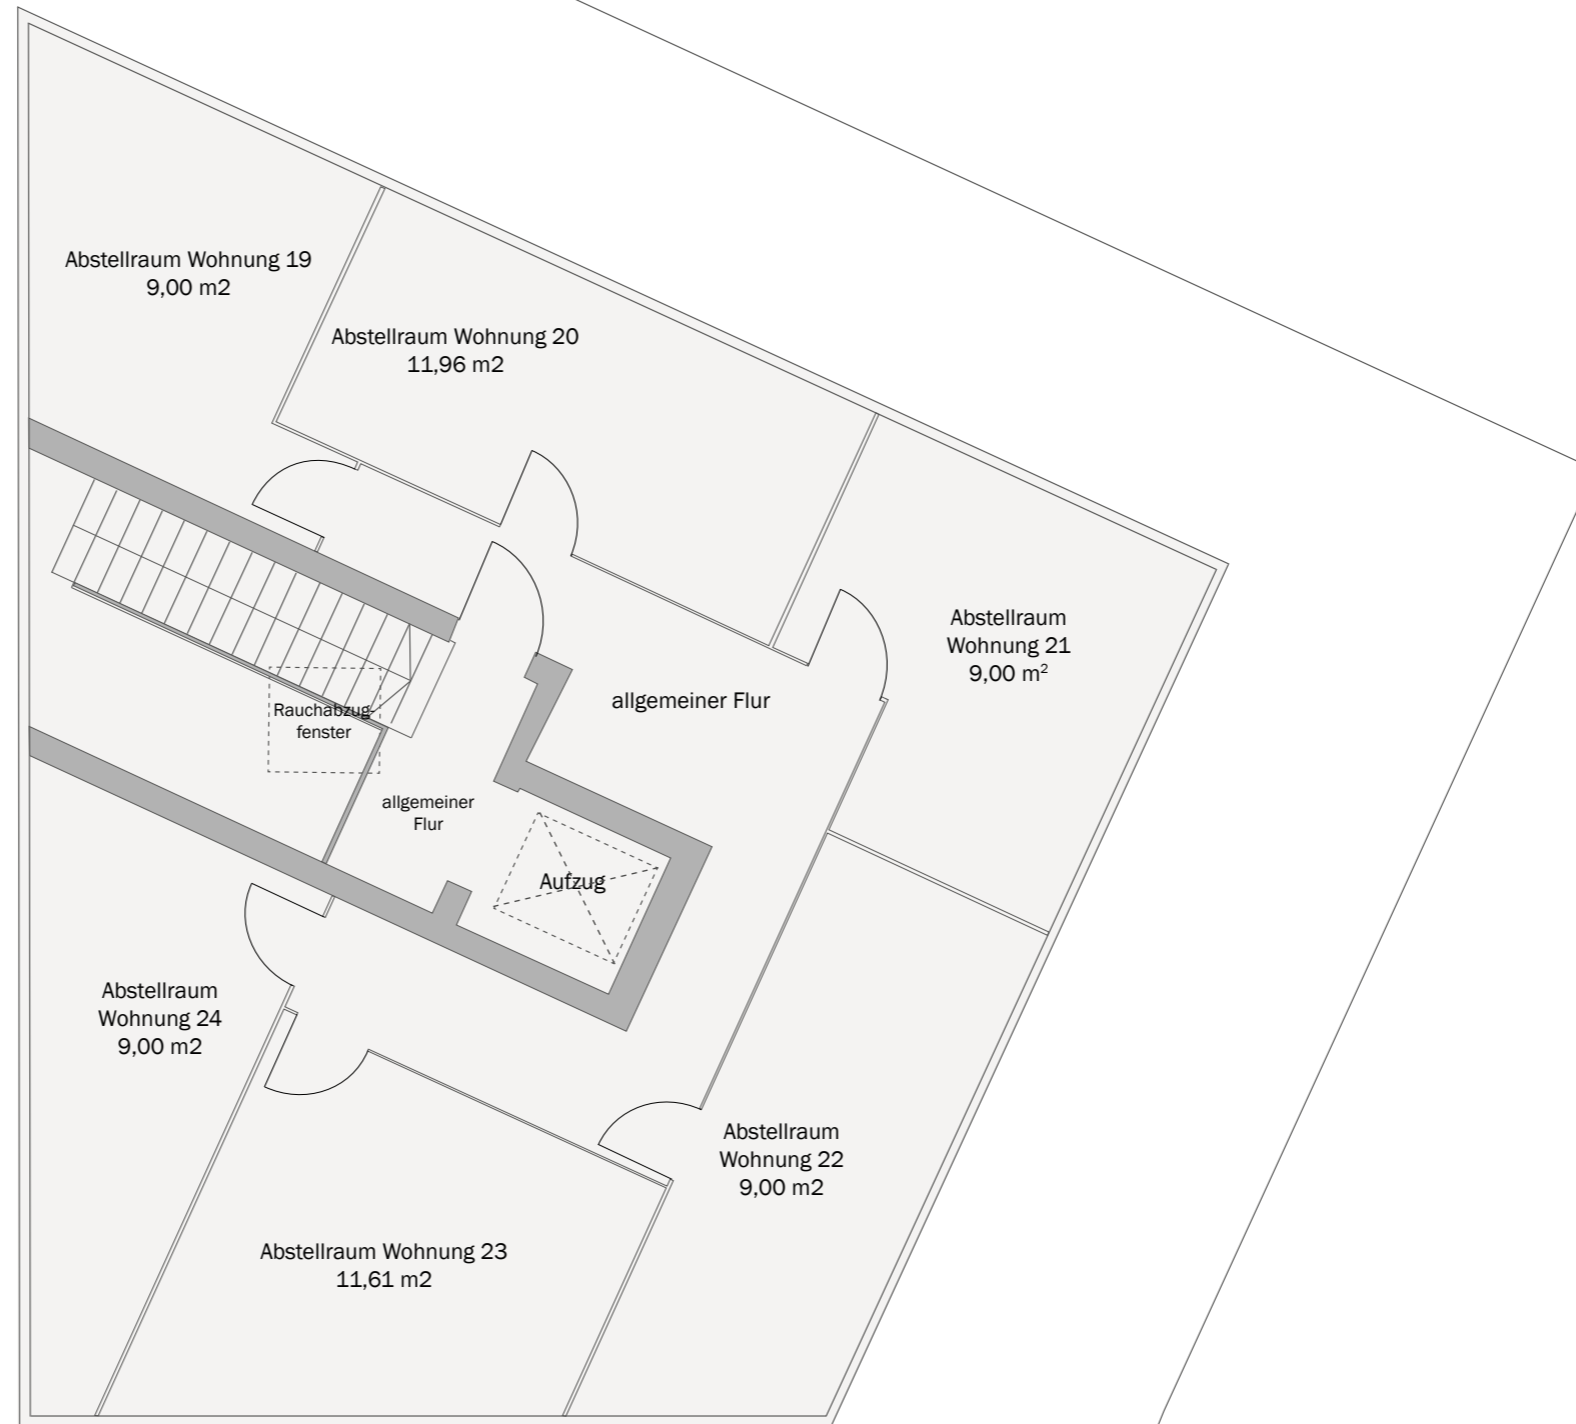 Abstellraum Wohnung 19
9,00 m2
Abstellraum Wohnung 20
11,96 m2
Abstellraum
Wohnung 21
9,00 m²
allgemeiner Flur
Rauchabzug-
fenster
allgemeiner
Flur
Aufzug
Abstellraum
Wohnung 24
9,00 m2
Abstellraum
Wohnung 22
9,00 m2
Abstellraum Wohnung 23
11,61 m2